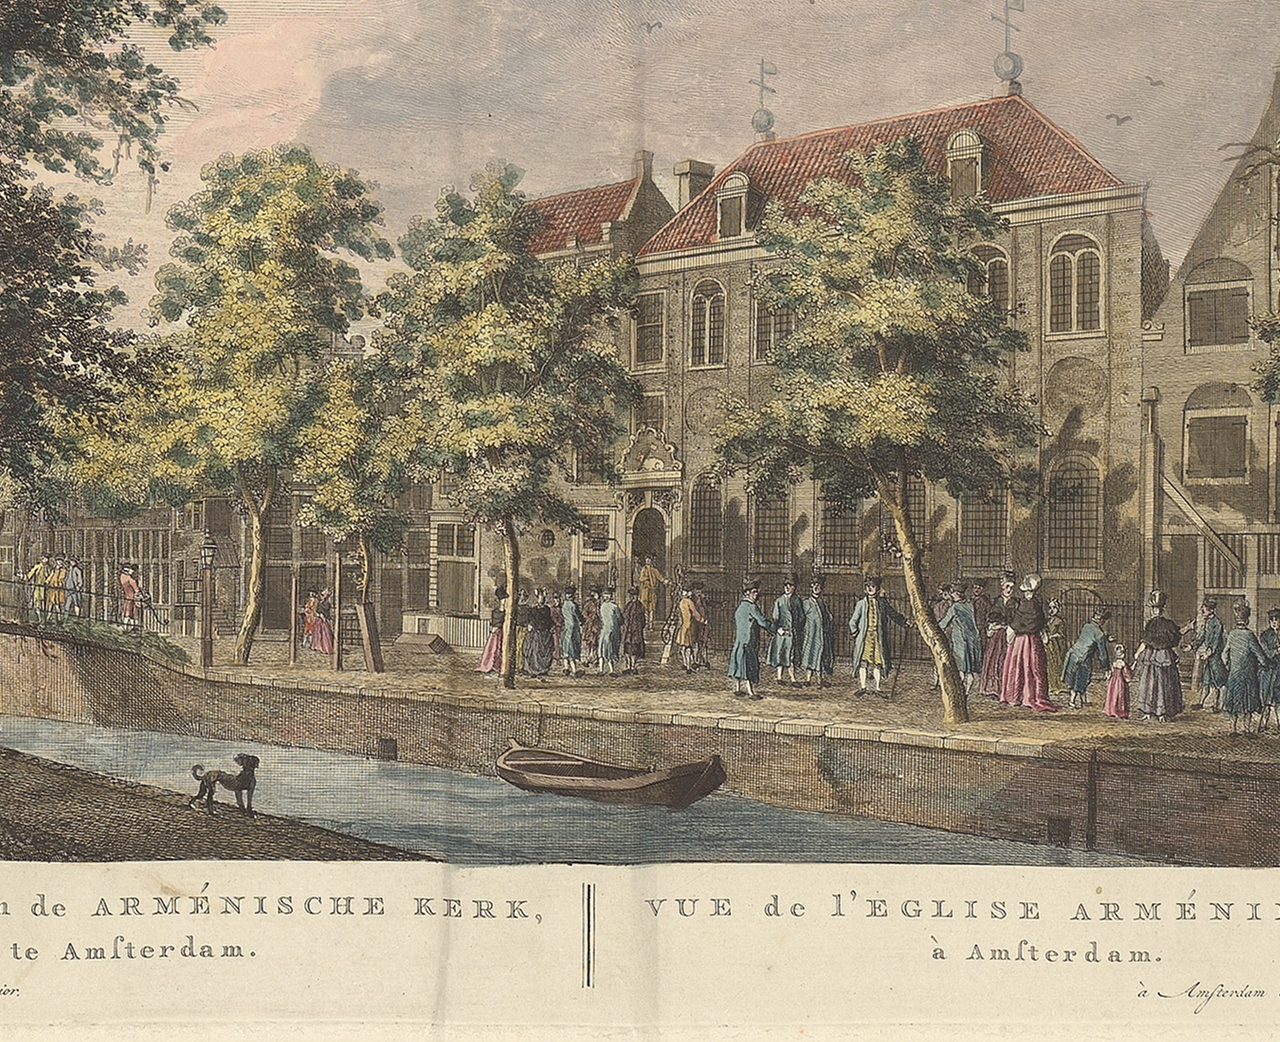 de ARMÉNISCHE KERK,
te Amſterdam.
VUE de l'EGLISE ARMÉNI
à Amſterdam.
à Amſterdam